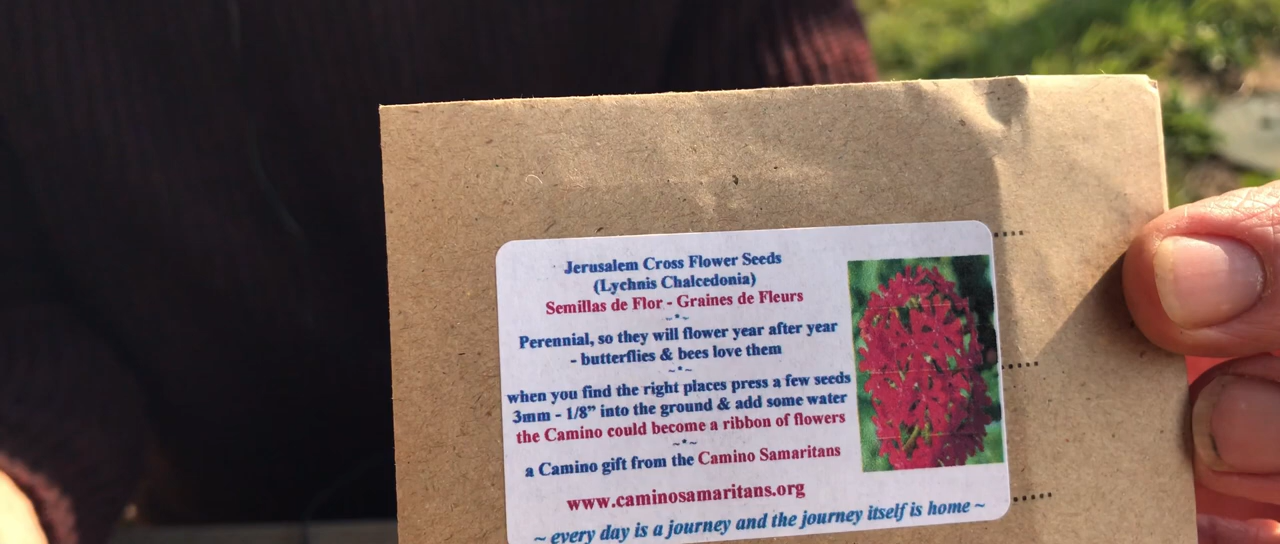 Jerusalem Cross Flower Seeds
(Lychnis Chalcedonia)
Semillas de Flor - Graines de Fleurs
~*~
Perennial, so they will flower year after year
- butterflies & bees love them
~*~
when you find the right places press a few seeds
3mm - 1/8” into the ground & add some water
the Camino could become a ribbon of flowers
~*~
a Camino gift from the Camino Samaritans
www.caminosamaritans.org
~ every day is a journey and the journey itself is home ~